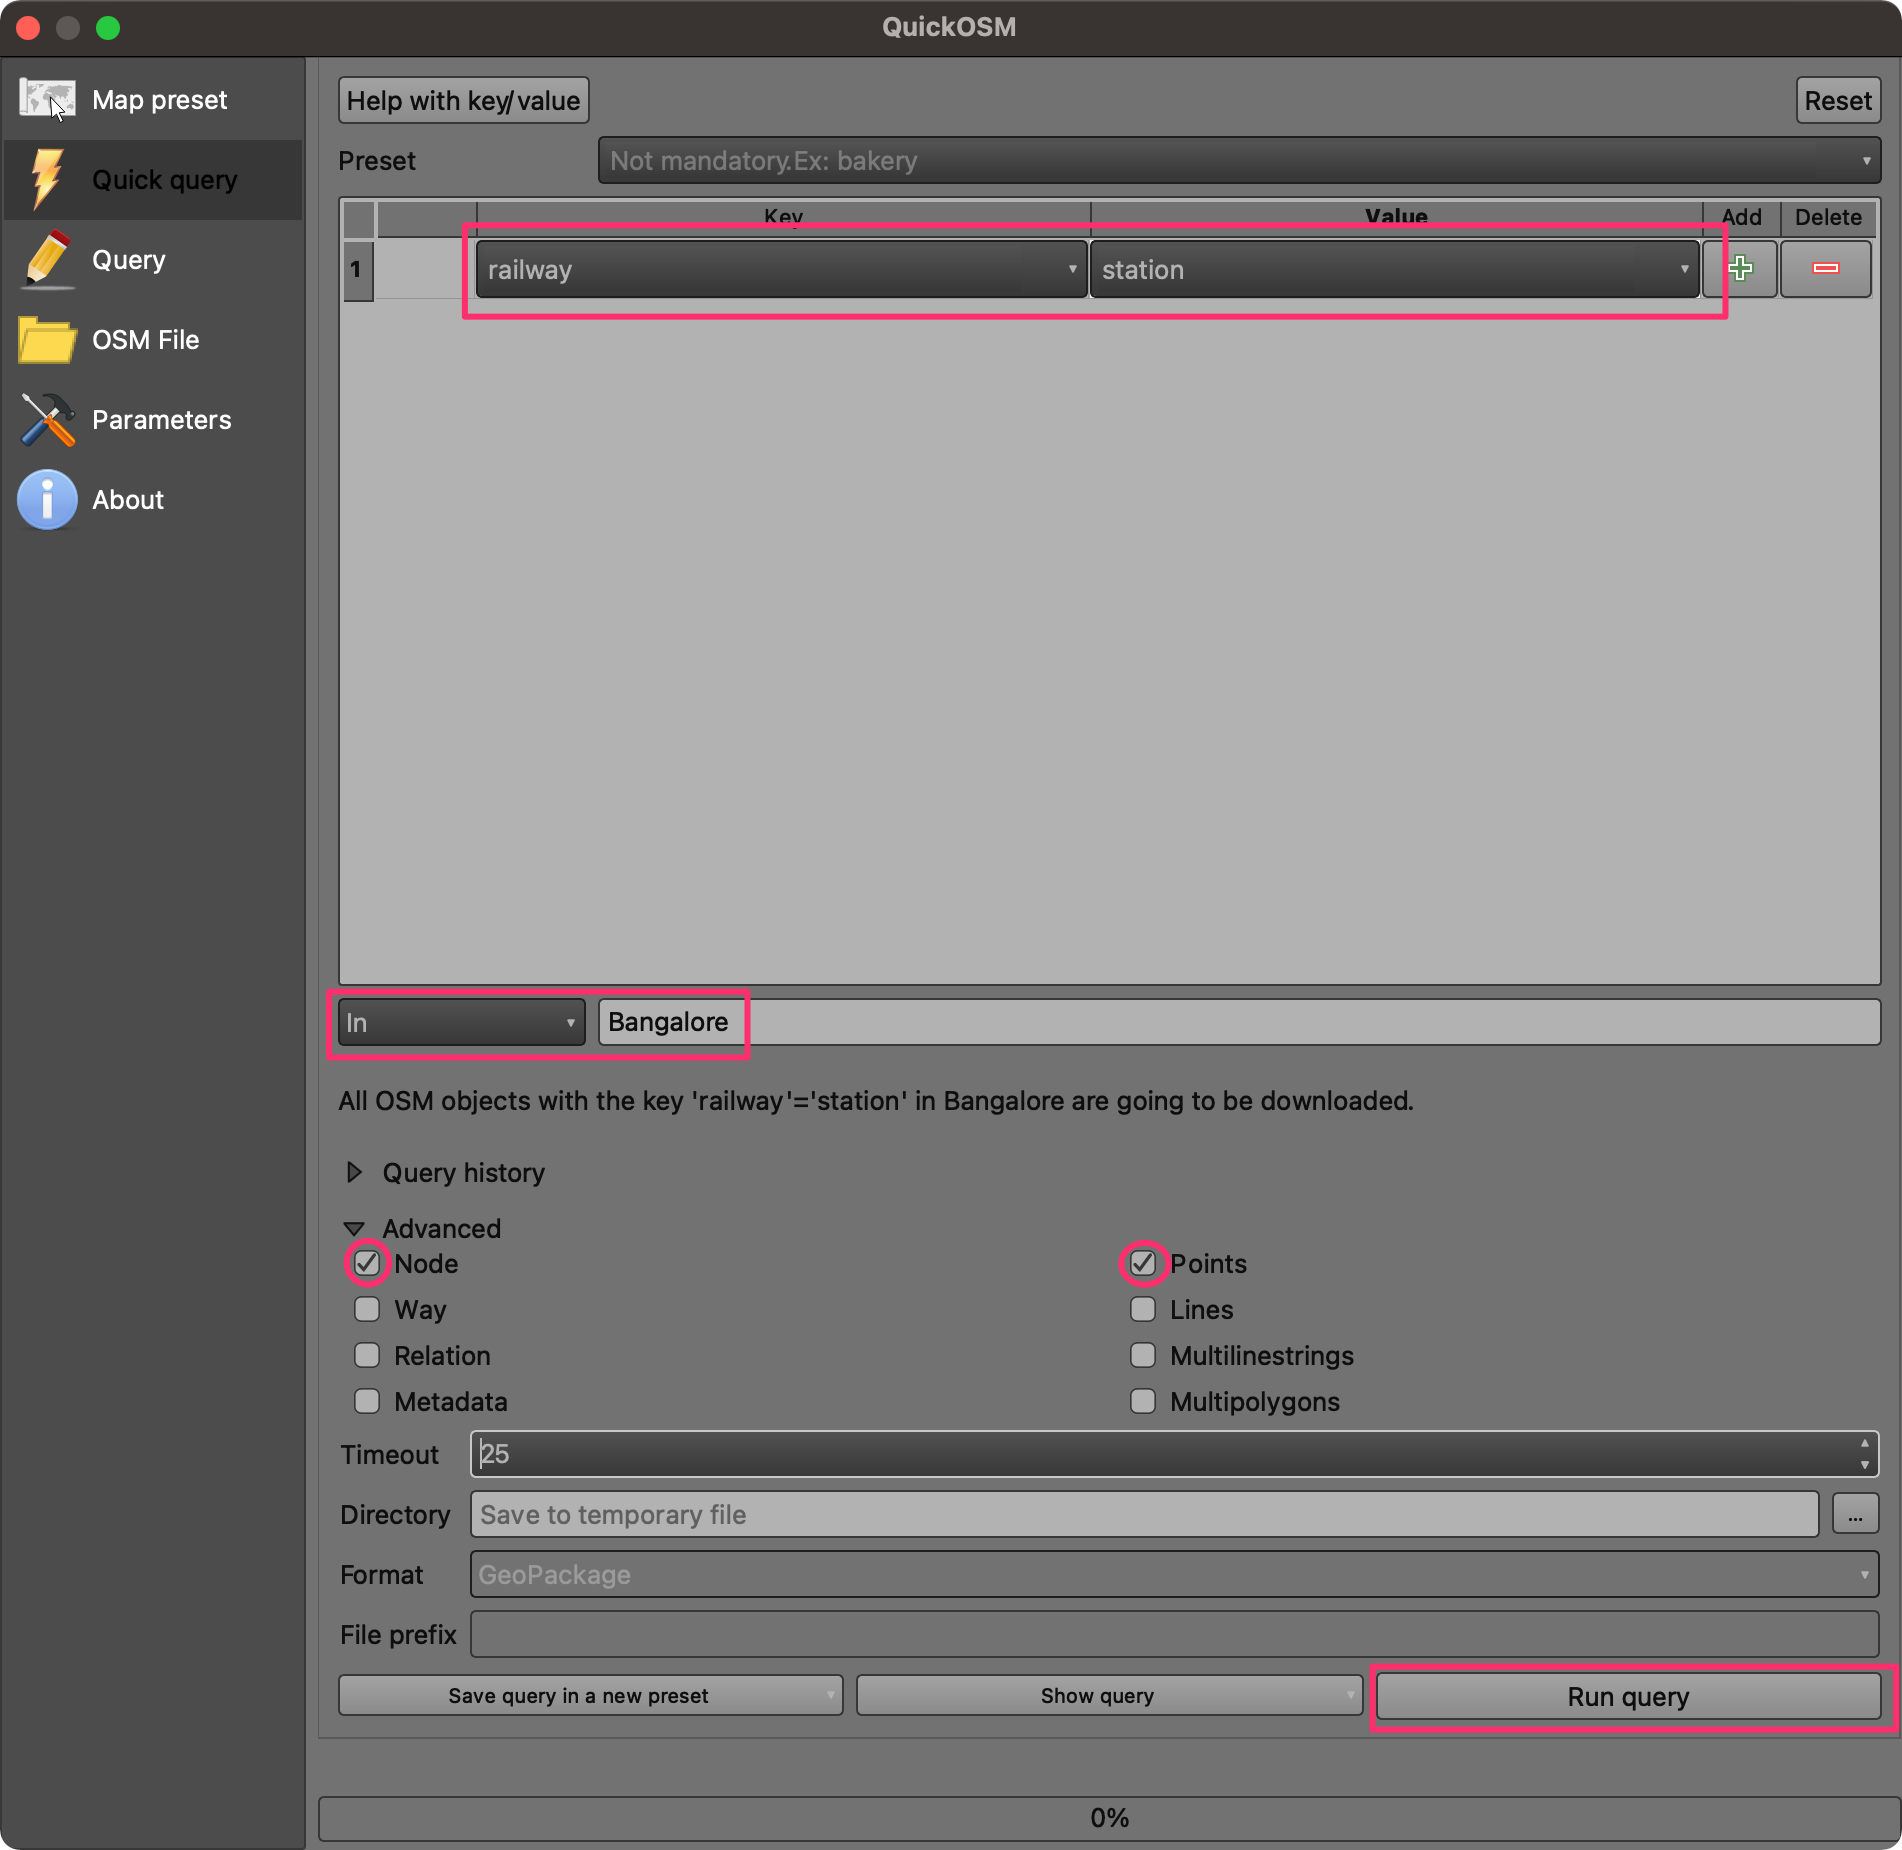 QuickOSM
Map preset
Quick query
Query
OSM File
Parameters
About
Help with key/value
Reset
Preset
Not mandatory.Ex: bakery
Key Value Add Delete
1 railway station
In Bangalore
All OSM objects with the key 'railway'='station' in Bangalore are going to be downloaded.
Query history
Advanced
Node Points
Way Lines
Relation Multilinestrings
Metadata Multipolygons
Timeout 25
Directory Save to temporary file ...
Format GeoPackage
File prefix
Save query in a new preset Show query Run query
0%